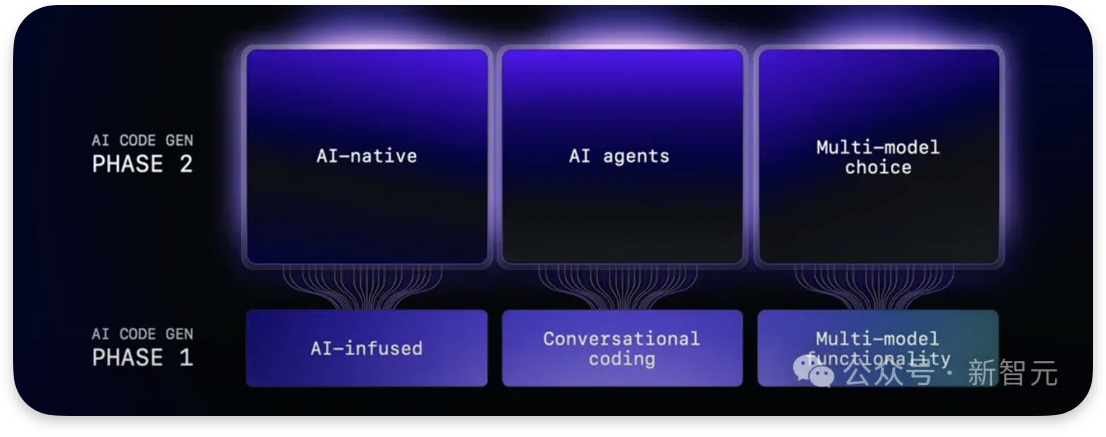 AI CODE GEN
PHASE 2
AI-native
AI agents
Multi-model
choice
AI CODE GEN
PHASE 1
AI-infused
Conversational
coding
Multi-model
functionality
公众号 · 新智元